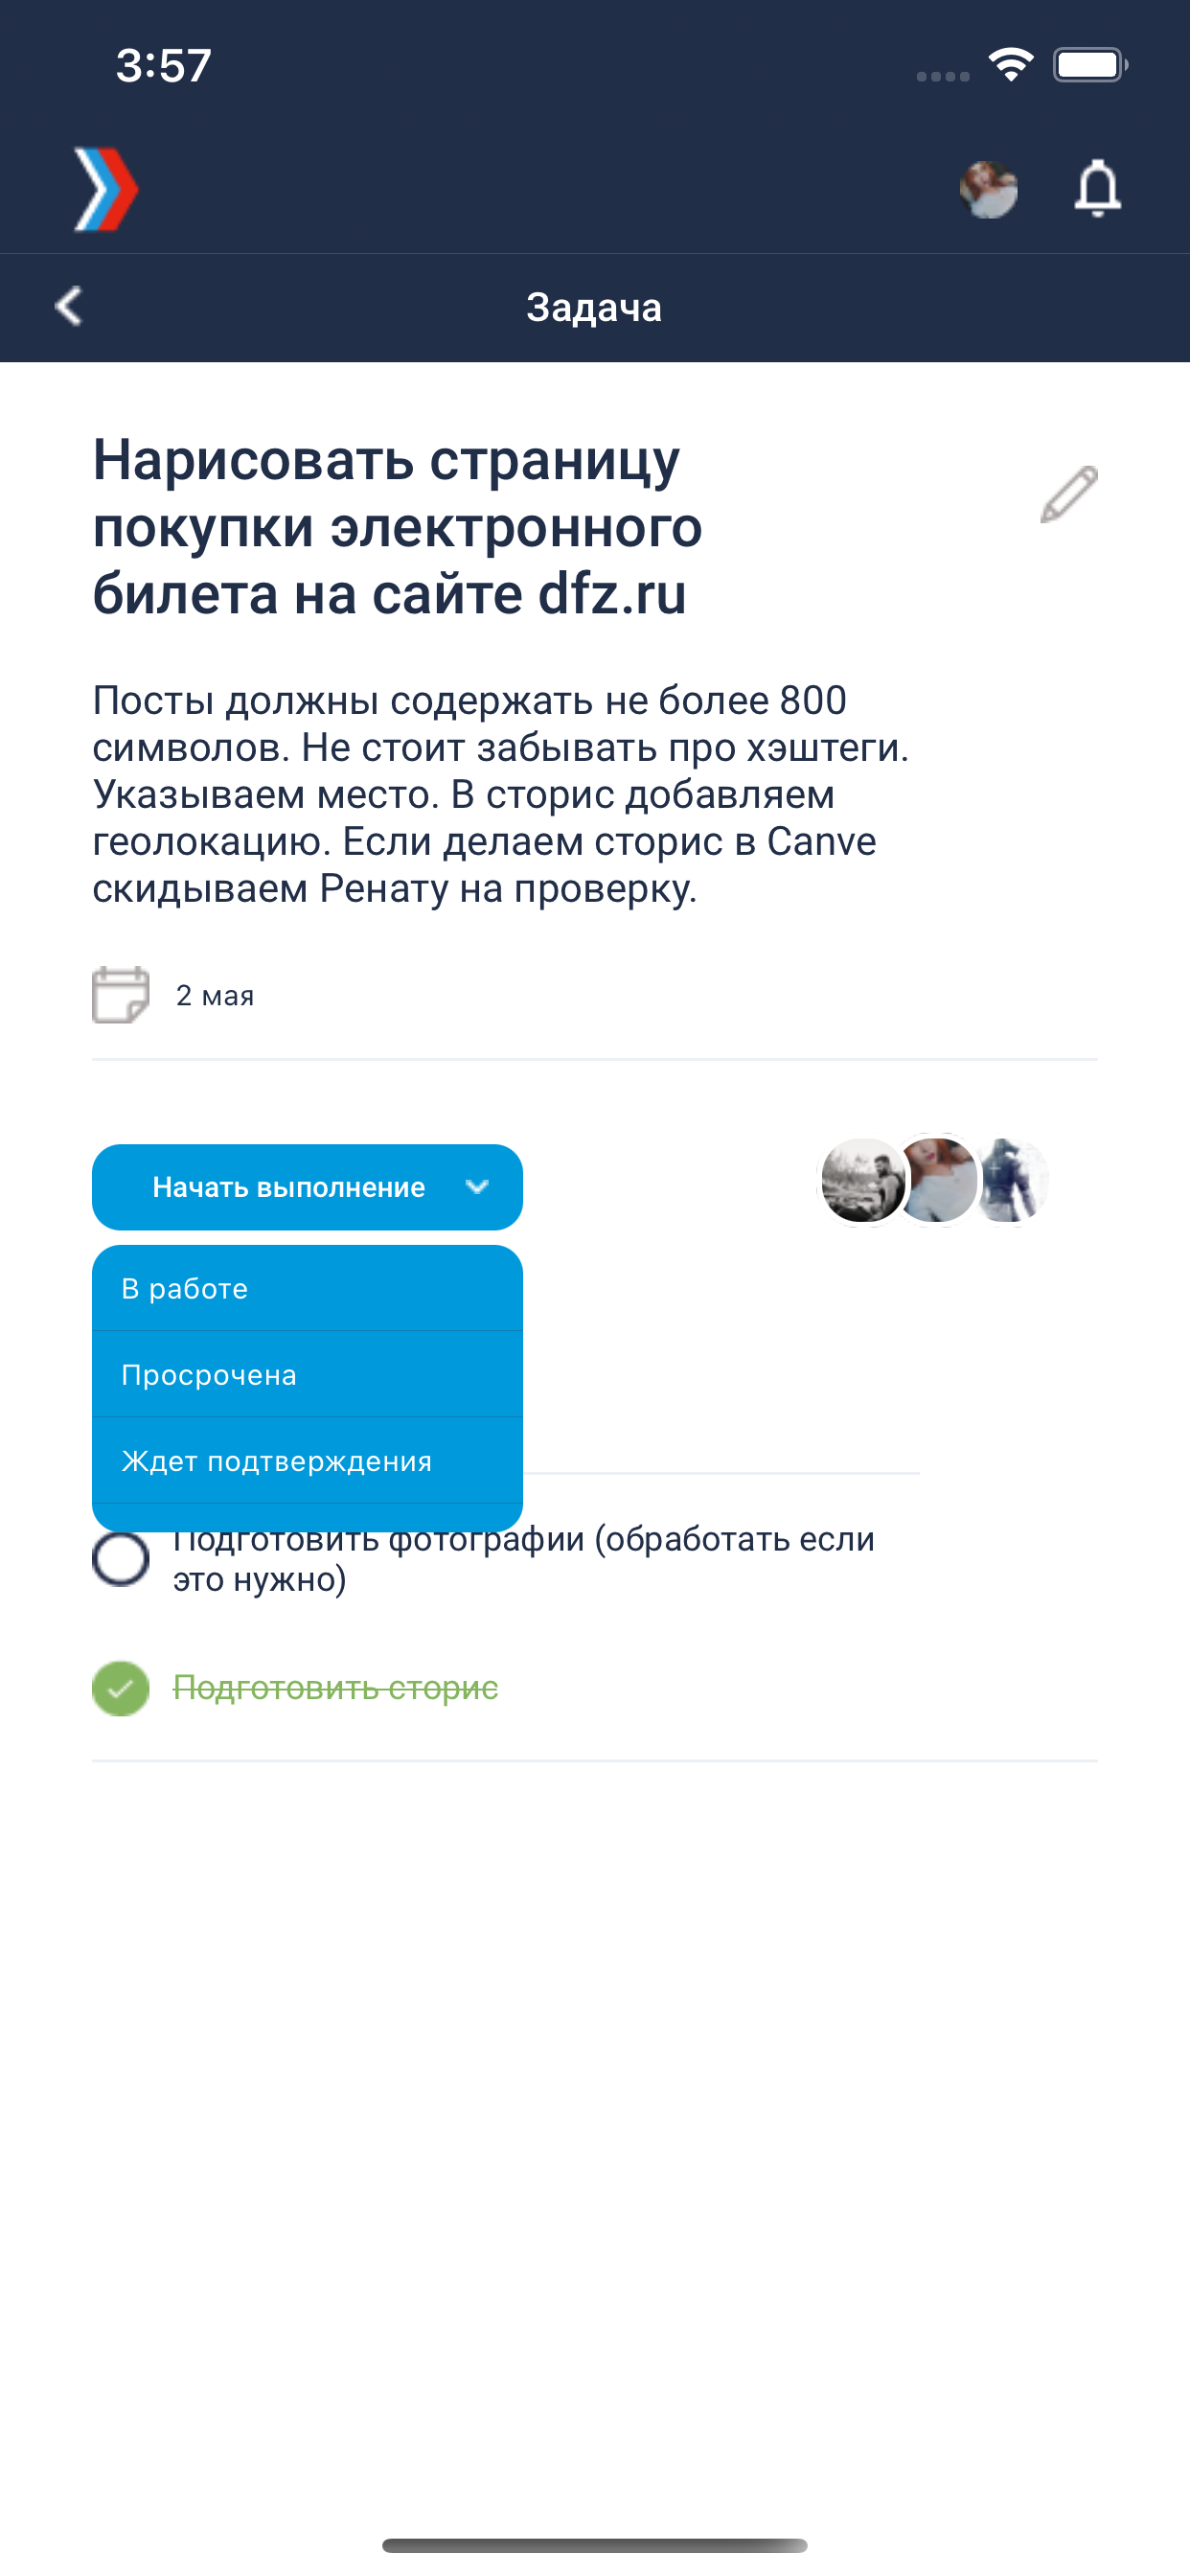 3:57
Задача
Нарисовать страницу
покупки электронного
билета на сайте dfz.ru
Посты должны содержать не более 800
символов. Не стоит забывать про хэштеги.
Указываем место. В сторис добавляем
геолокацию. Если делаем сторис в Canve
скидываем Ренату на проверку.
2 мая
Начать выполнение
В работе
Просрочена
Ждет подтверждения
Подготовить фотографии (обработать если
это нужно)
Подготовить сторис